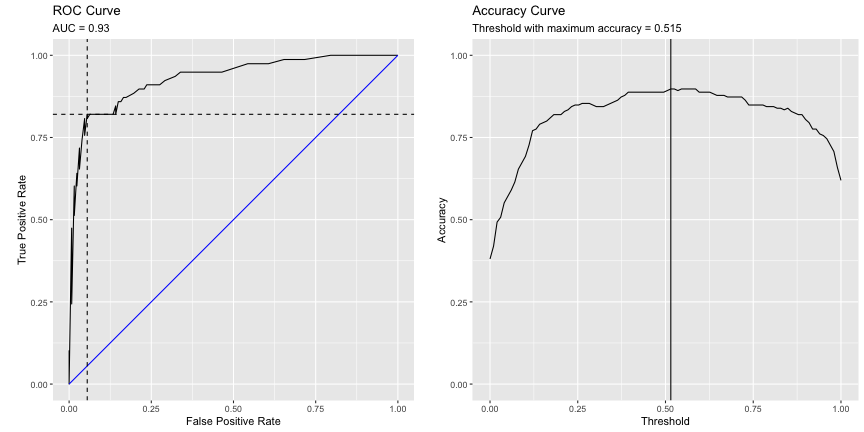 ROC Curve
AUC = 0.93
1.00
0.75
0.50
0.25
0.00
True Positive Rate
0.00 0.25 0.50 0.75 1.00
False Positive Rate
Accuracy Curve
Threshold with maximum accuracy = 0.515
1.00
0.75
0.50
0.25
0.00
Accuracy
0.00 0.25 0.50 0.75 1.00
Threshold